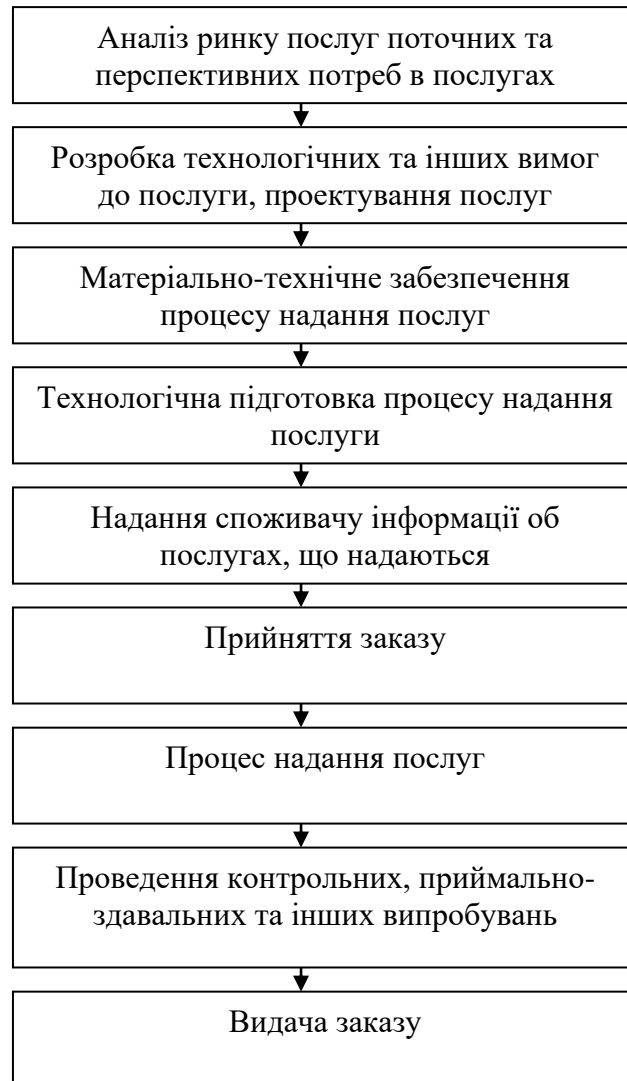 Аналіз ринку послуг поточних та
перспективних потреб в послугах
Розробка технологічних та інших вимог
до послуги, проектування послуг
Матеріально-технічне забезпечення
процесу надання послуг
Технологічна підготовка процесу надання
послуги
Надання споживачу інформації об
послугах, що надаються
Прийняття заказу
Процес надання послуг
Проведення контрольних, приймально-
здавальних та інших випробувань
Видача заказу